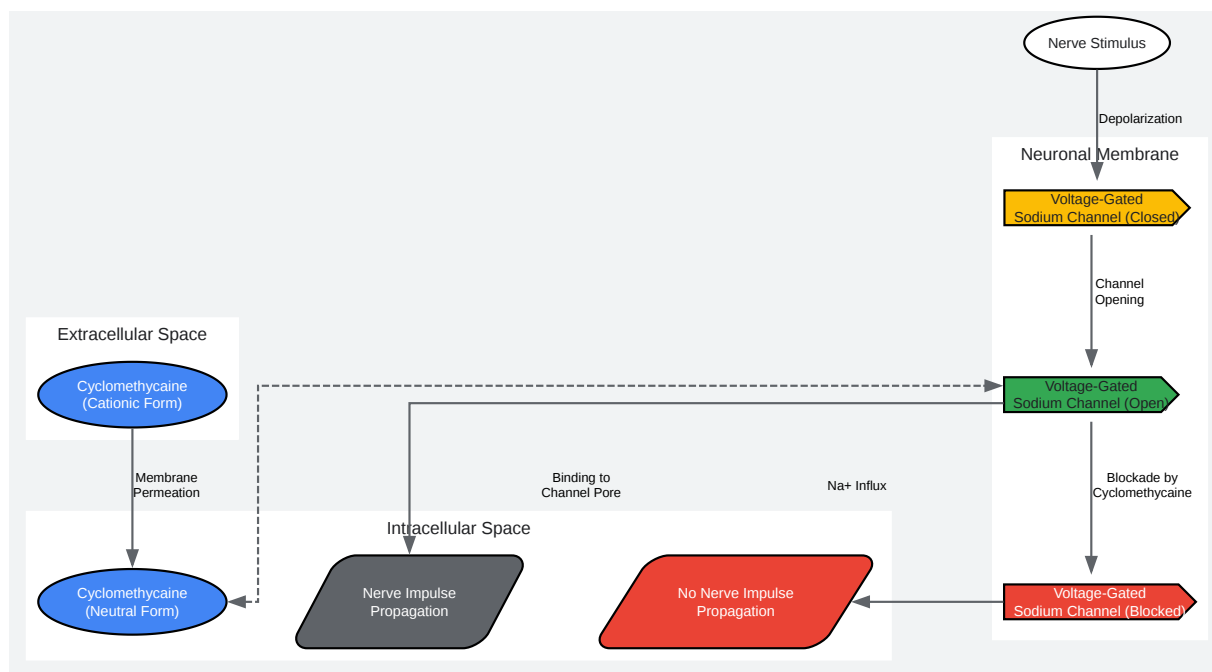 Nerve Stimulus
Depolarization
Neuronal Membrane
Voltage-Gated
Sodium Channel (Closed)
Channel
Opening
Extracellular Space
Cyclomethycaine
(Cationic Form)
Voltage-Gated
Sodium Channel (Open)
Membrane
Permeation
Binding to
Channel Pore
Na+ Influx
Blockade by
Cyclomethycaine
Intracellular Space
Cyclomethycaine
(Neutral Form)
Nerve Impulse
Propagation
No Nerve Impulse
Propagation
Voltage-Gated
Sodium Channel (Blocked)